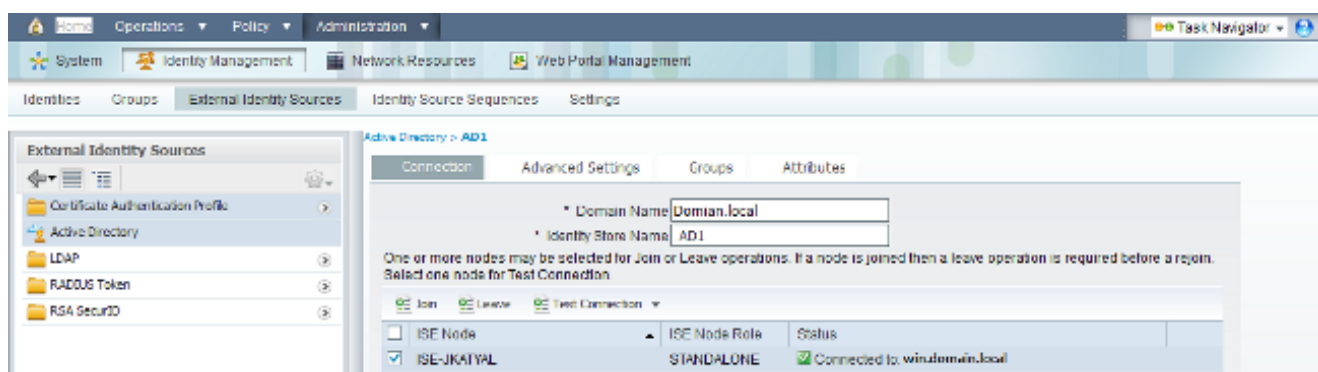 Home Operations Policy Administration Task Navigator
System Identity Management Network Resources Web Portal Management
Identities Groups External Identity Sources Identity Source Sequences Settings
External Identity Sources
Certificate Authentication Profile
Active Directory
LDAP
RADIUS Token
RSA SecurID
Active Directory > AD1
Connection Advanced Settings Groups Attributes
* Domain Name Domian.local
* Identity Store Name AD1
One or more nodes may be selected for Join or Leave operations. If a node is joined then a leave operation is required before a rejoin.
Select one node for Test Connection.
Join Leave Test Connection
ISE Node ISE Node Role Status
ISE-JKATYAL STANDALONE Connected to: win.domain.local